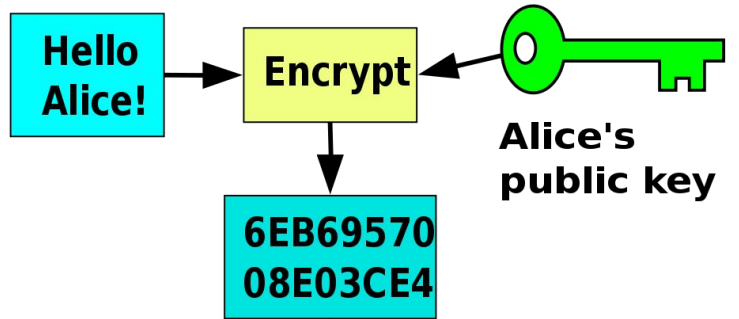 Hello
Alice!
Encrypt
Alice's
public key
6EB69570
08E03CE4